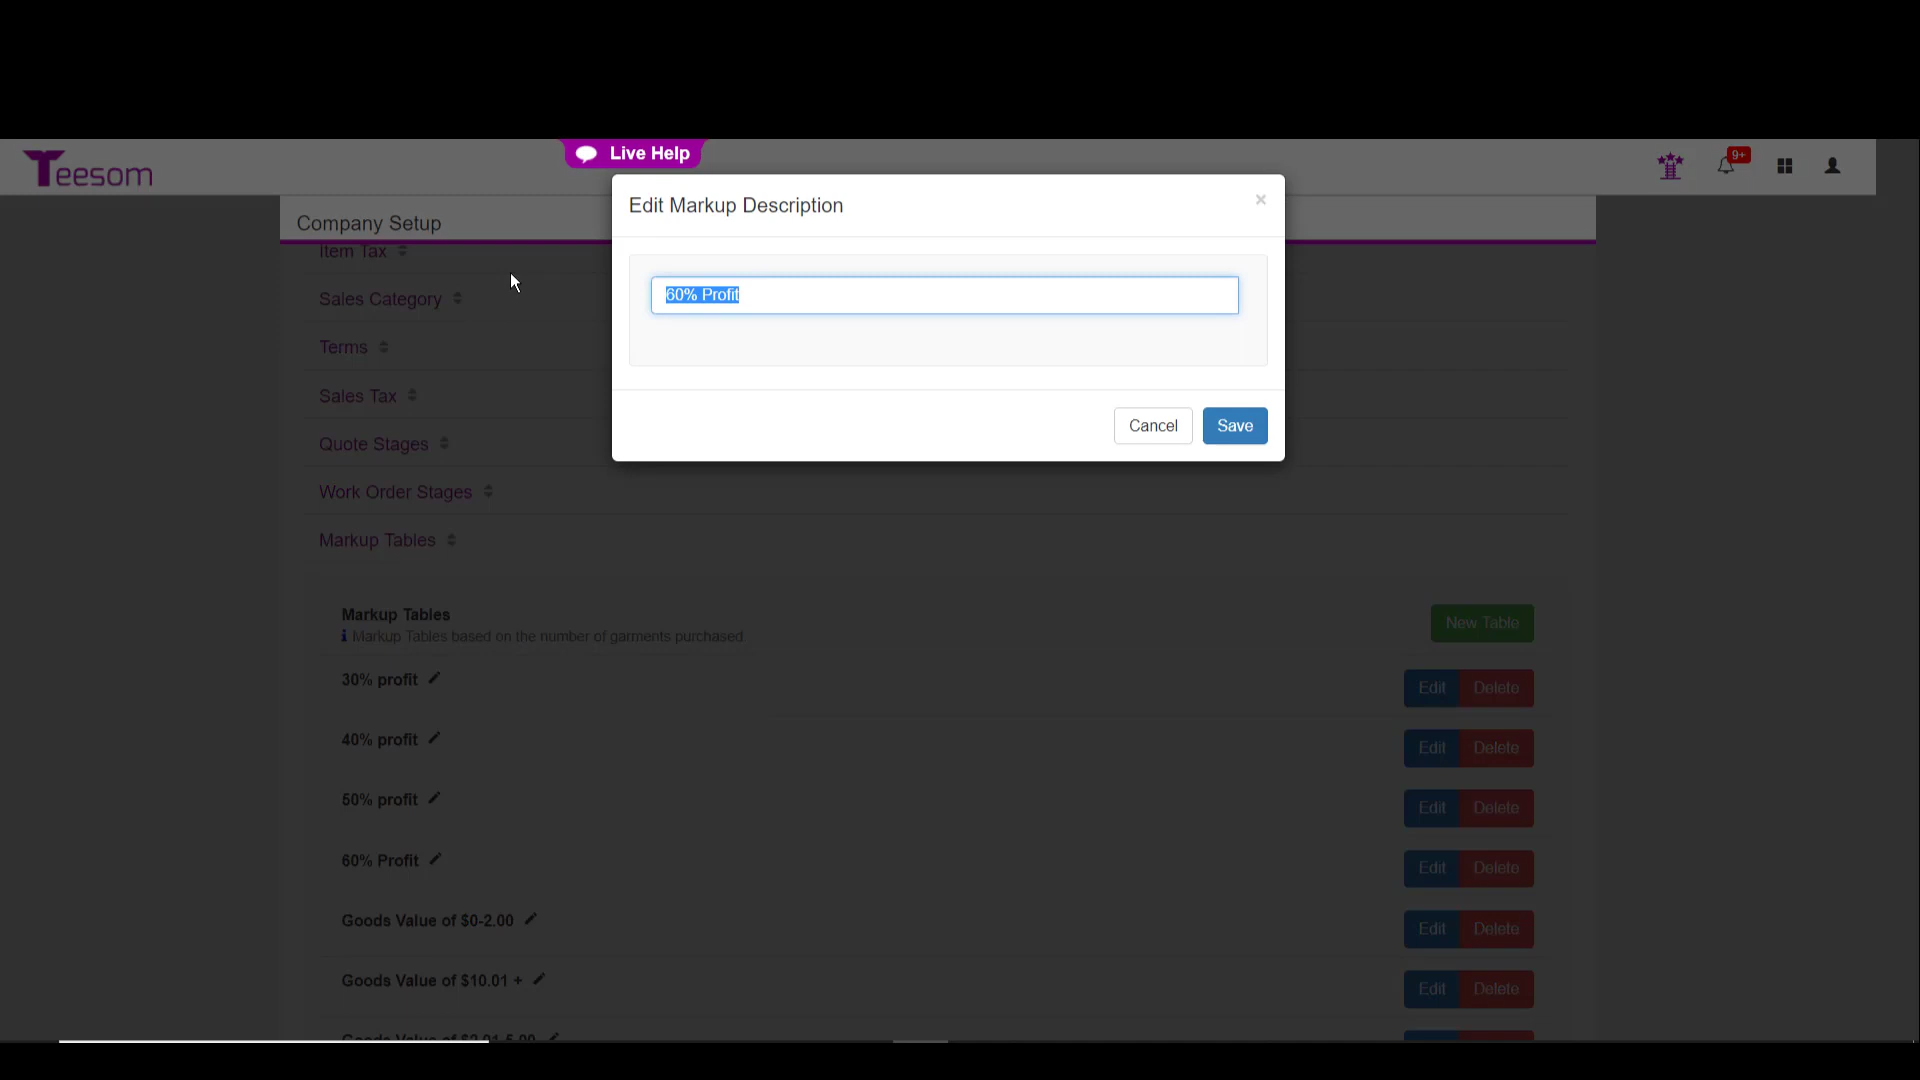 Teesom
Live Help
9+
Edit Markup Description
×
Company Setup
Item Tax
60% Profit
Sales Category
Terms
Sales Tax
Cancel
Save
Quote Stages
Work Order Stages
Markup Tables
Markup Tables
New Table
Markup Tables based on the number of garments purchased.
30% profit
Edit
Delete
40% profit
Edit
Delete
50% profit
Edit
Delete
60% Profit
Edit
Delete
Goods Value of $0-2.00
Edit
Delete
Goods Value of $10.01 +
Edit
Delete